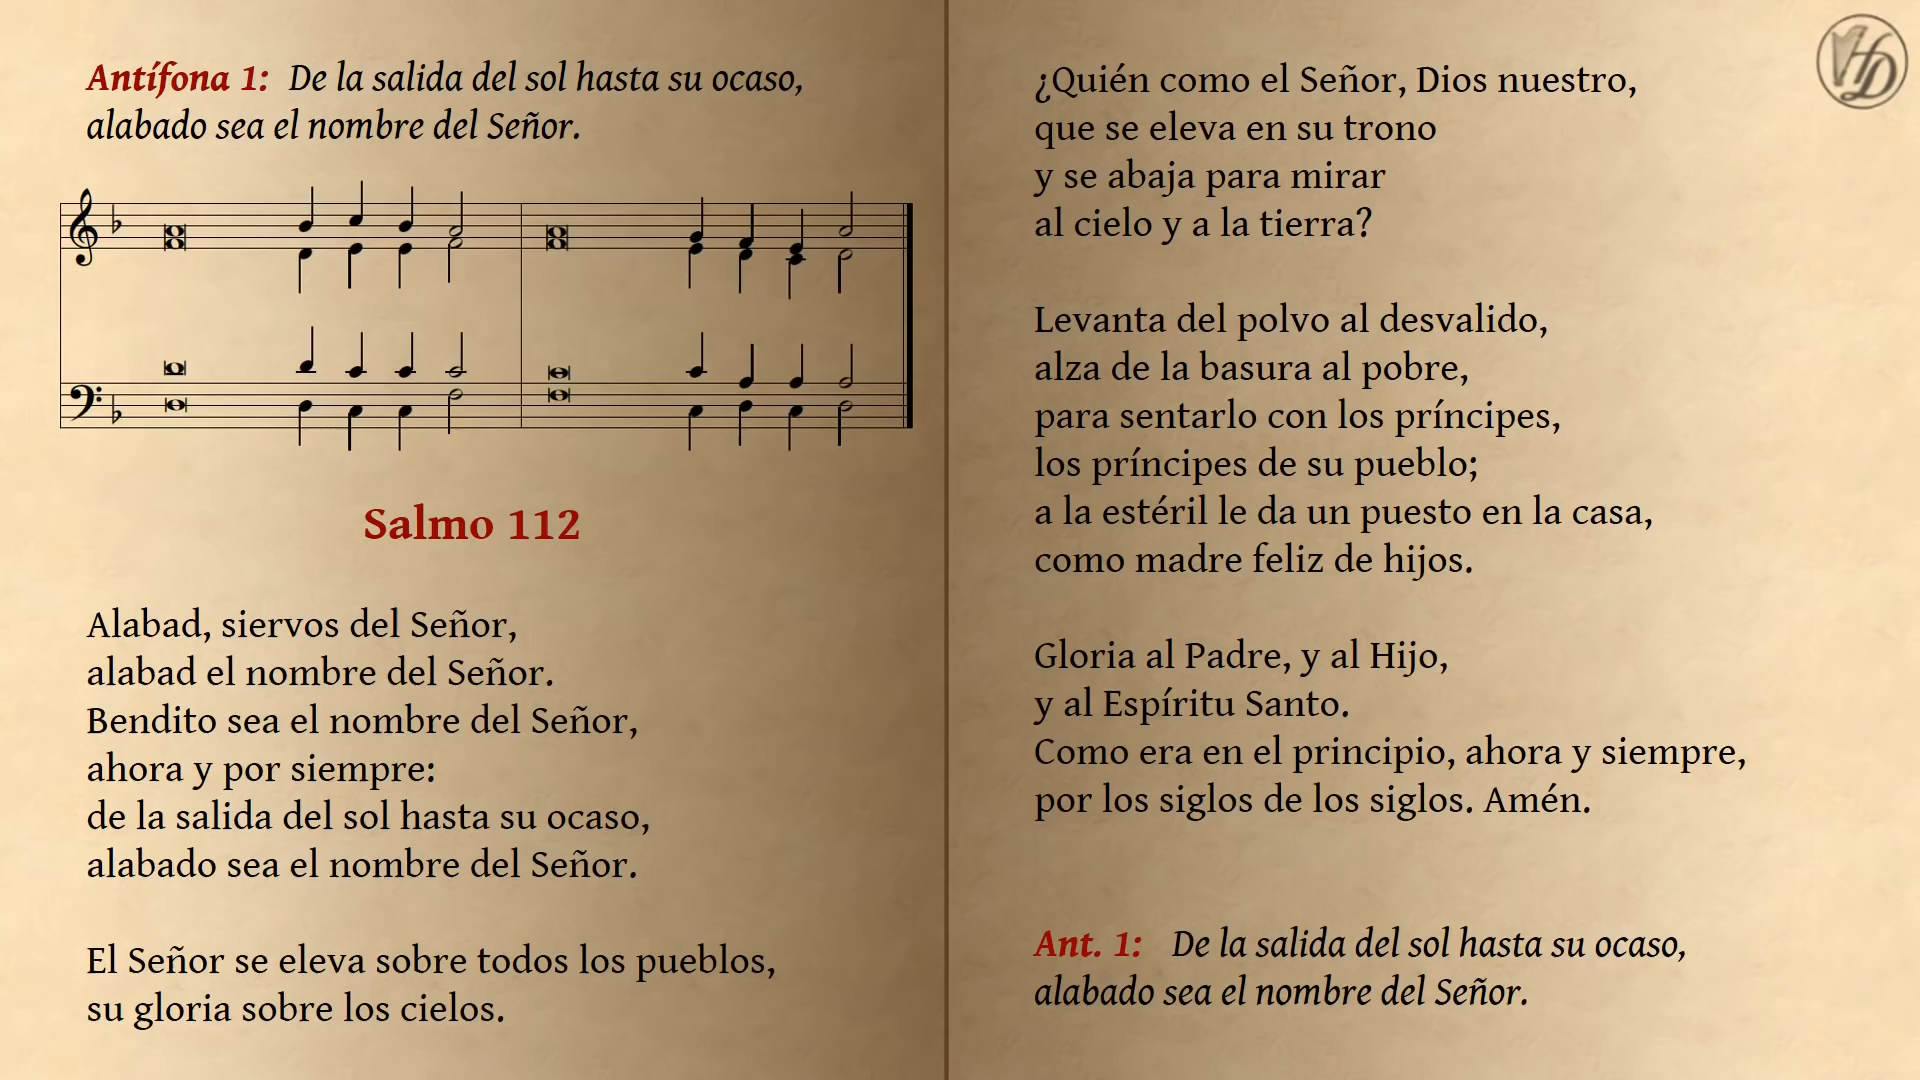 Antífona 1: De la salida del sol hasta su ocaso,
alabado sea el nombre del Señor.
Salmo 112
Alabad, siervos del Señor,
alabad el nombre del Señor.
Bendito sea el nombre del Señor,
ahora y por siempre:
de la salida del sol hasta su ocaso,
alabado sea el nombre del Señor.
El Señor se eleva sobre todos los pueblos,
su gloria sobre los cielos.
¿Quién como el Señor, Dios nuestro,
que se eleva en su trono
y se abaja para mirar
al cielo y a la tierra?
Levanta del polvo al desvalido,
alza de la basura al pobre,
para sentarlo con los príncipes,
los príncipes de su pueblo;
a la estéril le da un puesto en la casa,
como madre feliz de hijos.
Gloria al Padre, y al Hijo,
y al Espíritu Santo.
Como era en el principio, ahora y siempre,
por los siglos de los siglos. Amén.
Ant. 1: De la salida del sol hasta su ocaso,
alabado sea el nombre del Señor.
HD